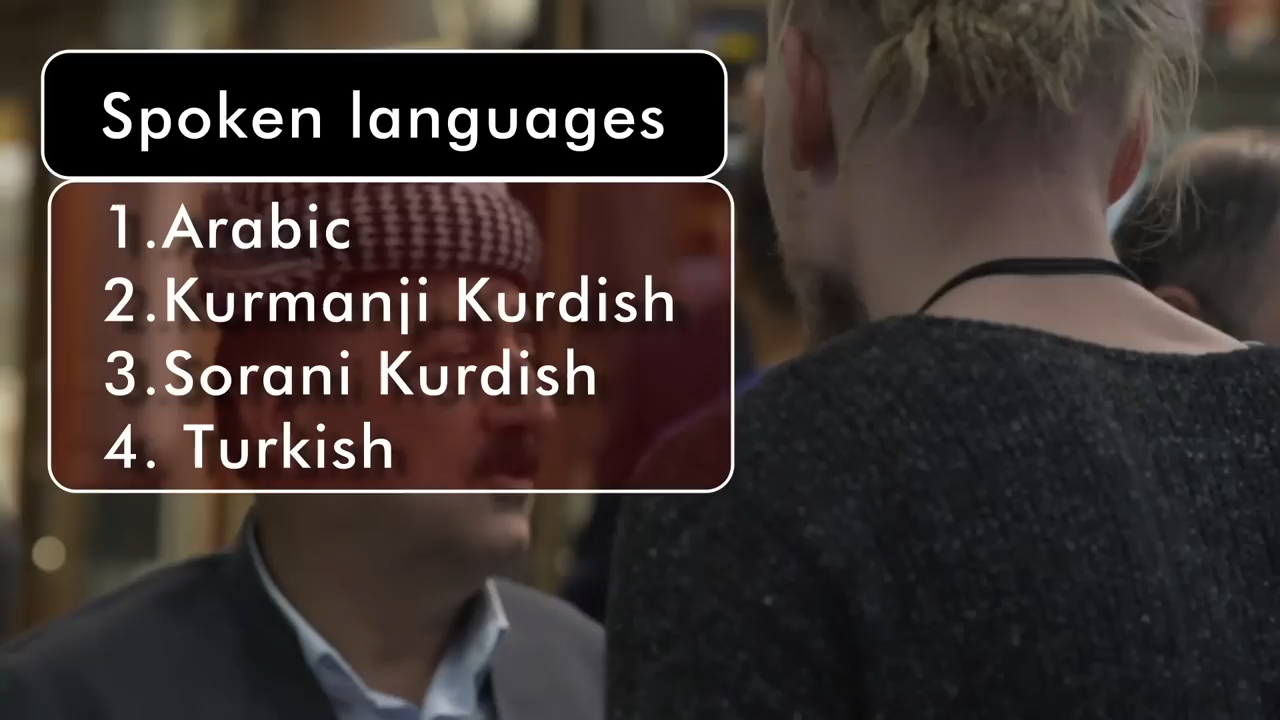 Spoken languages
1.Arabic
2.Kurmanji Kurdish
3.Sorani Kurdish
4. Turkish